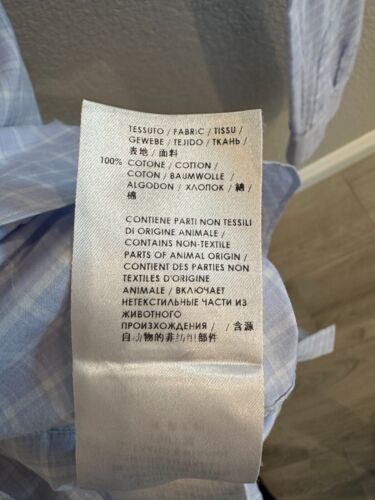 TESSUTO / FABRIC / TISSU /
GEWEBE / TEJIDO / ТКАНЬ /
表地 / 面料
100% COTONE / COTTON /
COTON / BAUMWOLLE /
ALGODON / ХЛОПОК / 綿 /
棉
CONTIENE PARTI NON TESSILI
DI ORIGINE ANIMALE /
CONTAINS NON-TEXTILE
PARTS OF ANIMAL ORIGIN /
CONTIENT DES PARTIES NON
TEXTILES D'ORIGINE
ANIMALE / ВКЛЮЧАЕТ
НЕТЕКСТИЛЬНЫЕ ЧАСТИ ИЗ
ЖИВОТНОГО
ПРОИСХОЖДЕНИЯ / / 含源
自动物的非纺织部件